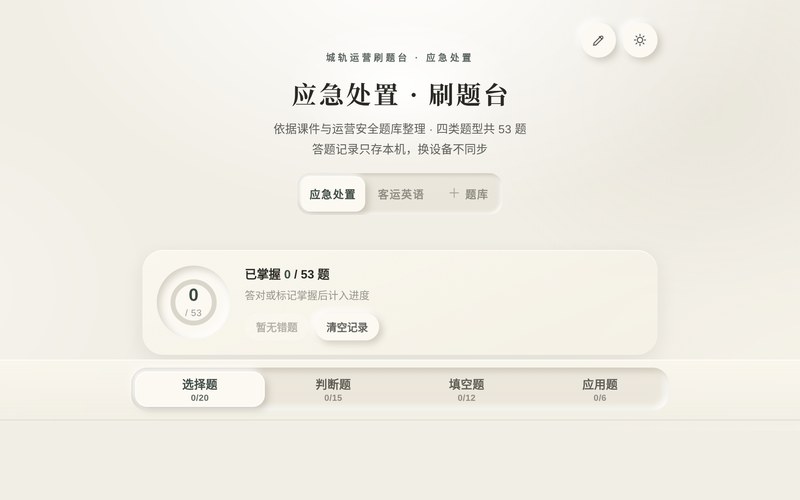 城轨运营刷题台 · 应急处置
应急处置 · 刷题台
依据课件与运营安全题库整理 · 四类题型共 53 题
答题记录只存本机，换设备不同步
应急处置
客运英语
＋ 题库
0
/ 53
已掌握 0 / 53 题
答对或标记掌握后计入进度
暂无错题
清空记录
选择题
0/20
判断题
0/15
填空题
0/12
应用题
0/6